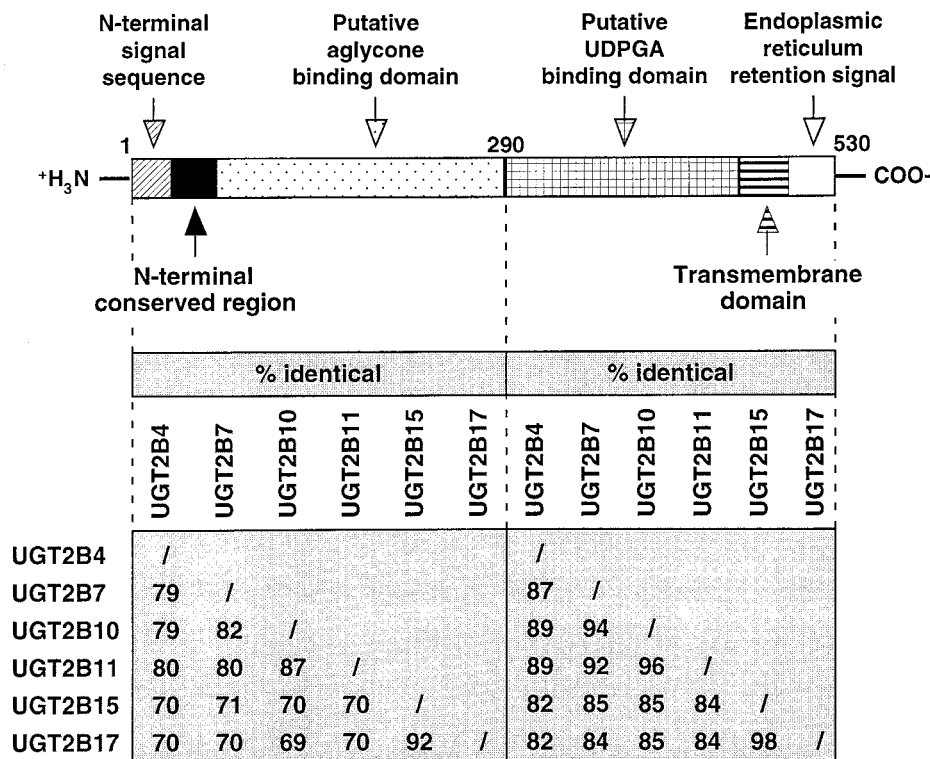 N-terminal
signal
sequence
Putative
aglycone
binding domain
Putative
UDPGA
binding domain
Endoplasmic
reticulum
retention signal
1
290
530
⁺H₃N
COO-
N-terminal
conserved region
Transmembrane
domain
% identical
% identical
UGT2B4
UGT2B7
UGT2B10
UGT2B11
UGT2B15
UGT2B17
UGT2B4
UGT2B7
UGT2B10
UGT2B11
UGT2B15
UGT2B17
UGT2B4 / /
UGT2B7 79 / 87 /
UGT2B10 79 82 / 89 94 /
UGT2B11 80 80 87 / 89 92 96 /
UGT2B15 70 71 70 70 / 82 85 85 84 /
UGT2B17 70 70 69 70 92 / 82 84 85 84 98 /